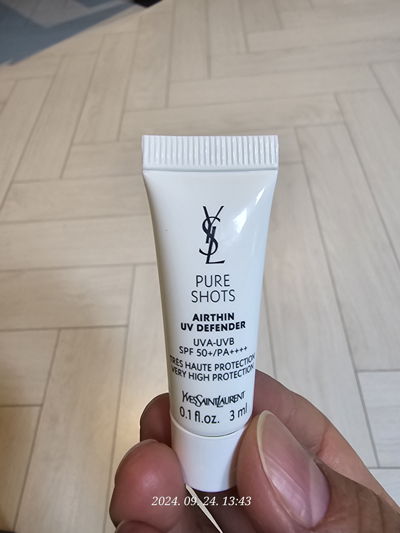 YSL
PURE
SHOTS
AIRTHIN
UV DEFENDER
UVA-UVB
SPF 50+/PA++++
TRÈS HAUTE PROTECTION
VERY HIGH PROTECTION
YVESSAINTLAURENT
0.1 fl.oz. 3 ml
2024. 09. 24. 13:43